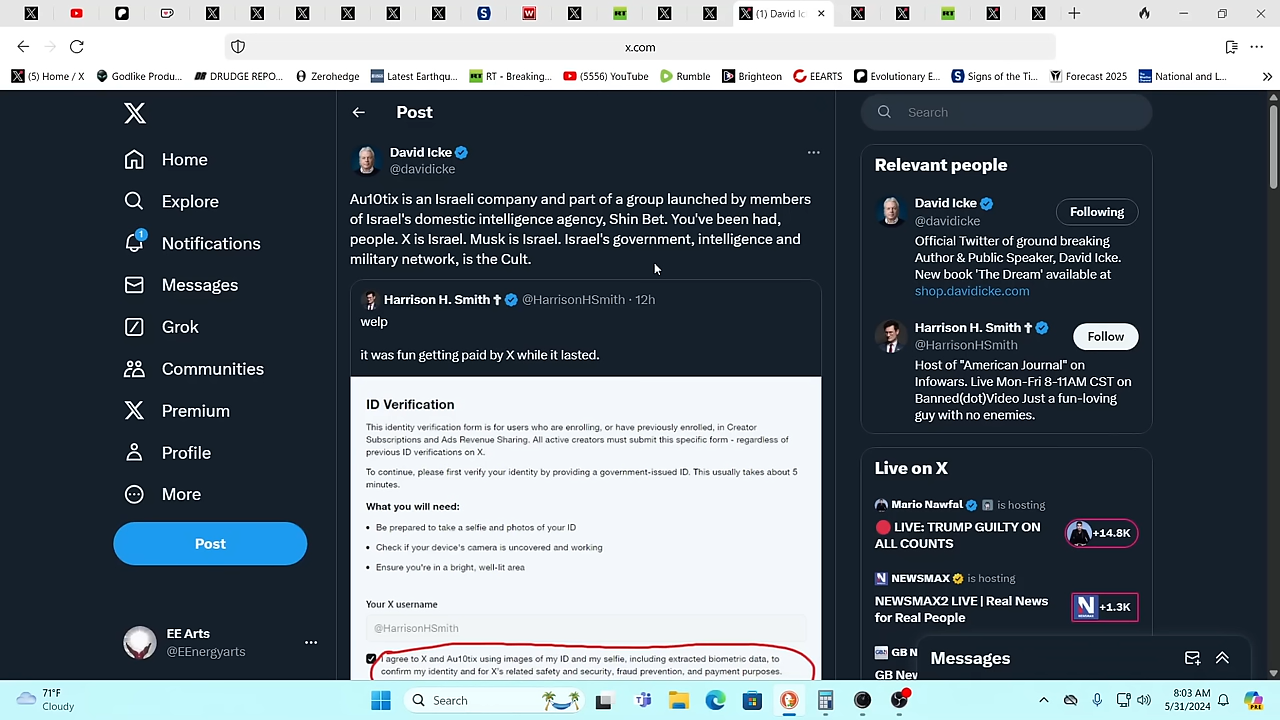 (1) David Ic
x.com
(5) Home / X
Godlike Produ...
DRUDGE REPO...
Zerohedge
Latest Earthqu...
RT - Breaking...
(5556) YouTube
Rumble
Brighteon
EEARTS
Evolutionary E...
Signs of the Ti...
Forecast 2025
National and L...
Home
Explore
1
Notifications
Messages
Grok
Communities
Premium
Profile
More
Post
EE Arts
@EEnergyarts
Post
David Icke
@davidicke
Au10tix is an Israeli company and part of a group launched by members
of Israel's domestic intelligence agency, Shin Bet. You've been had,
people. X is Israel. Musk is Israel. Israel's government, intelligence and
military network, is the Cult.
Harrison H. Smith ✝ @HarrisonHSmith · 12h
welp
it was fun getting paid by X while it lasted.
ID Verification
This identity verification form is for users who are enrolling, or have previously enrolled, in Creator
Subscriptions and Ads Revenue Sharing. All active creators must submit this specific form - regardless of
previous ID verifications on X.
To continue, please first verify your identity by providing a government-issued ID. This usually takes about 5
minutes.
What you will need:
• Be prepared to take a selfie and photos of your ID
• Check if your device's camera is uncovered and working
• Ensure you're in a bright, well-lit area
Your X username
@HarrisonHSmith
I agree to X and Au10tix using images of my ID and my selfie, including extracted biometric data, to
confirm my identity and for X's related safety and security, fraud prevention, and payment purposes.
Search
Relevant people
David Icke
@davidicke
Following
Official Twitter of ground breaking
Author & Public Speaker, David Icke.
New book 'The Dream' available at
shop.davidicke.com
Harrison H. Smith ✝
@HarrisonHSmith
Follow
Host of "American Journal" on
Infowars. Live Mon-Fri 8-11AM CST on
Banned(dot)Video Just a fun-loving
guy with no enemies.
Live on X
Mario Nawfal is hosting
LIVE: TRUMP GUILTY ON
ALL COUNTS
+14.8K
NEWSMAX is hosting
NEWSMAX2 LIVE | Real News
for Real People
+1.3K
GB N
GB New
Messages
71°F
Cloudy
Search
8:03 AM
5/31/2024